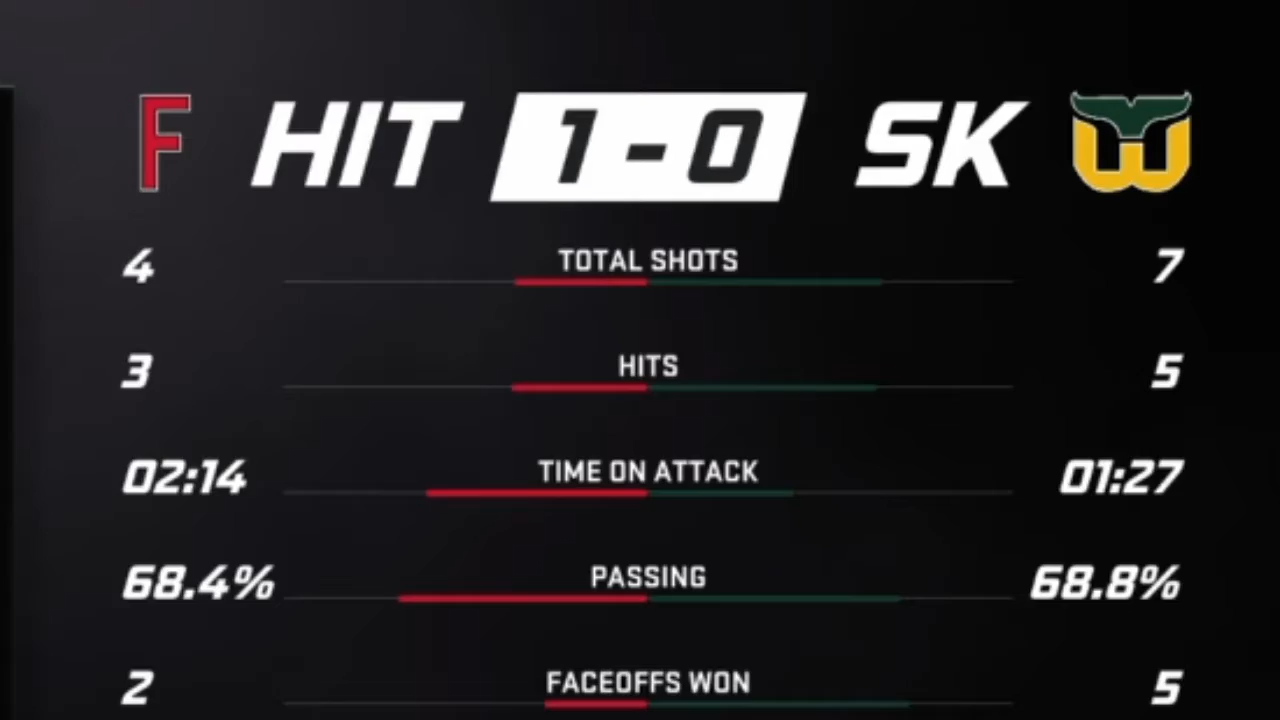 F HIT 1 - 0 SK W
4 TOTAL SHOTS 7
3 HITS 5
02:14 TIME ON ATTACK 01:27
68.4% PASSING 68.8%
2 FACEOFFS WON 5